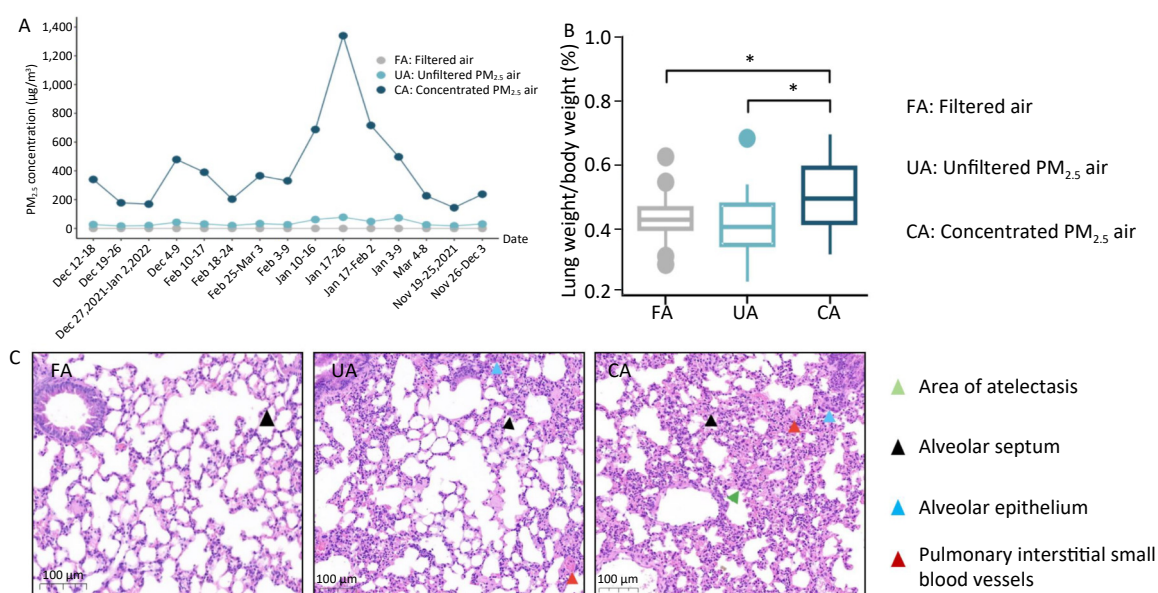 A
1,400
1,200
1,000
800
600
400
200
0
PM2.5 concentration (μg/m³)
FA: Filtered air
UA: Unfiltered PM2.5 air
CA: Concentrated PM2.5 air
Date
Dec 12-18
Dec 19-26
Dec 27,2021-Jan 2,2022
Dec 4-9
Feb 10-17
Feb 18-24
Feb 25-Mar 3
Feb 3-9
Jan 10-16
Jan 17-26
Jan 17-Feb 2
Jan 3-9
Mar 4-8
Nov 19-25,2021
Nov 26-Dec 3
B
1.0
0.8
0.6
0.4
0.2
Lung weight/body weight (%)
*
*
FA
UA
CA
FA: Filtered air
UA: Unfiltered PM2.5 air
CA: Concentrated PM2.5 air
C
FA
100 μm
UA
100 μm
CA
100 μm
Area of atelectasis
Alveolar septum
Alveolar epithelium
Pulmonary interstitial small
blood vessels